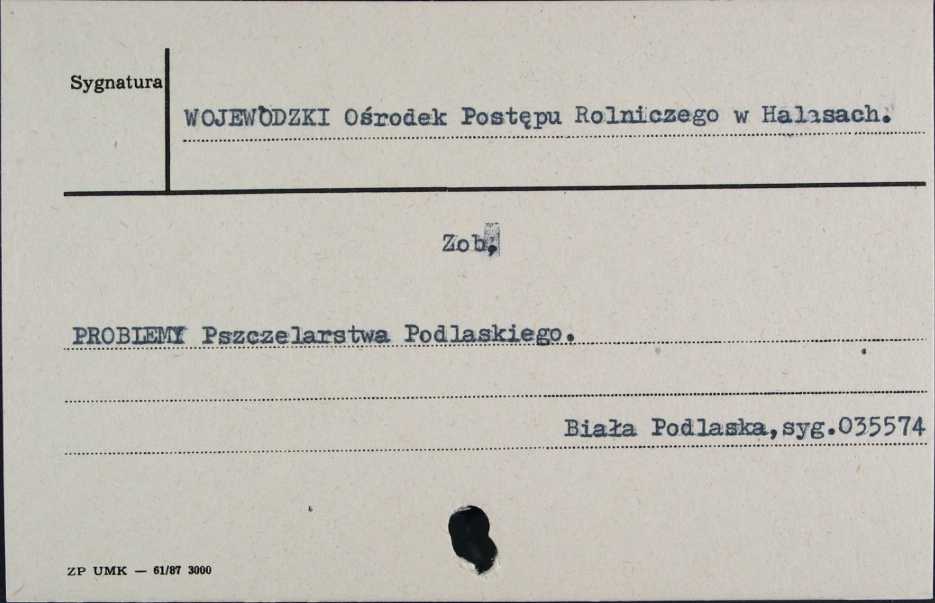 Sygnatura
WOJEWÓDZKI Ośrodek Postępu Rolniczego w Halasach.
Zob.
PROBLEMY Pszczelarstwa Podlaskiego.
Biała Podlaska,syg.035574
ZP UMK — 61/87 3000